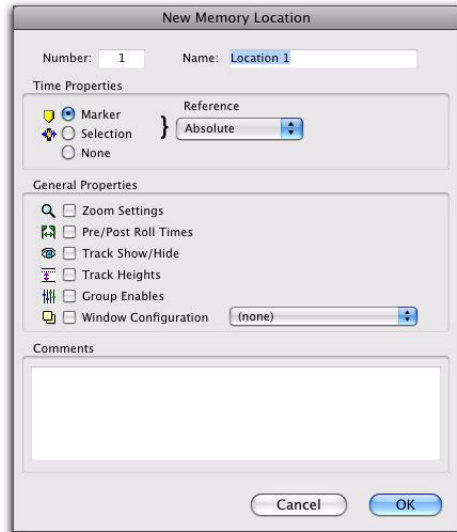 New Memory Location
Number: 1 Name: Location 1
Time Properties
Marker
Selection
None
Reference
Absolute
General Properties
Zoom Settings
Pre/Post Roll Times
Track Show/Hide
Track Heights
Group Enables
Window Configuration (none)
Comments
Cancel OK